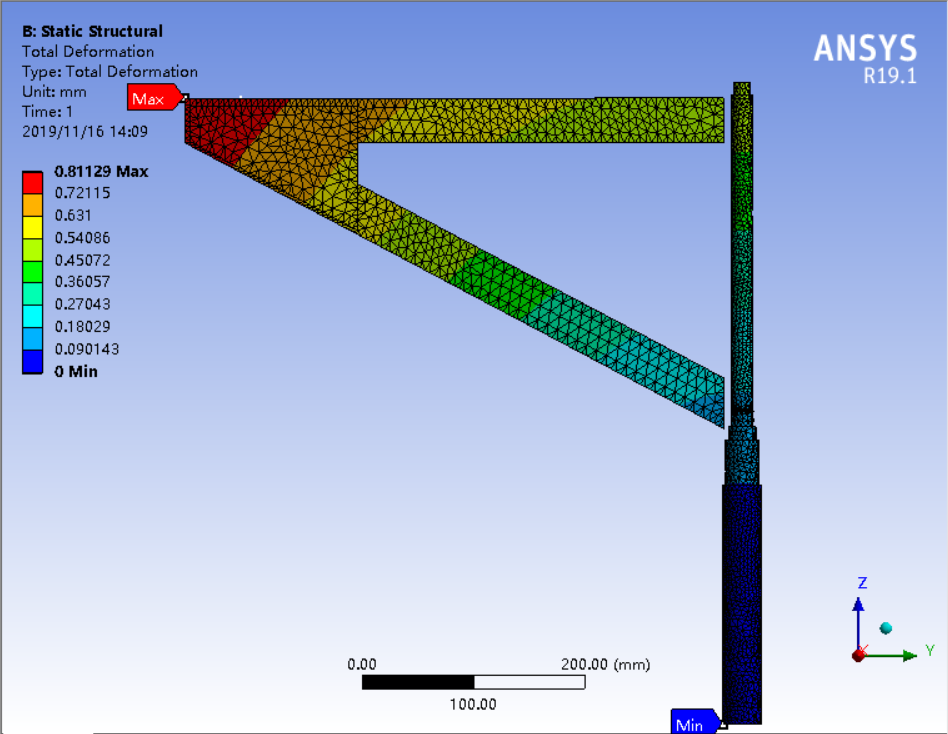 B: Static Structural
Total Deformation
Type: Total Deformation
Unit: mm
Time: 1
2019/11/16 14:09
Max
ANSYS
R19.1
0.81129 Max
0.72115
0.631
0.54086
0.45072
0.36057
0.27043
0.18029
0.090143
0 Min
Z
Y
X
0.00 200.00 (mm)
100.00
Min